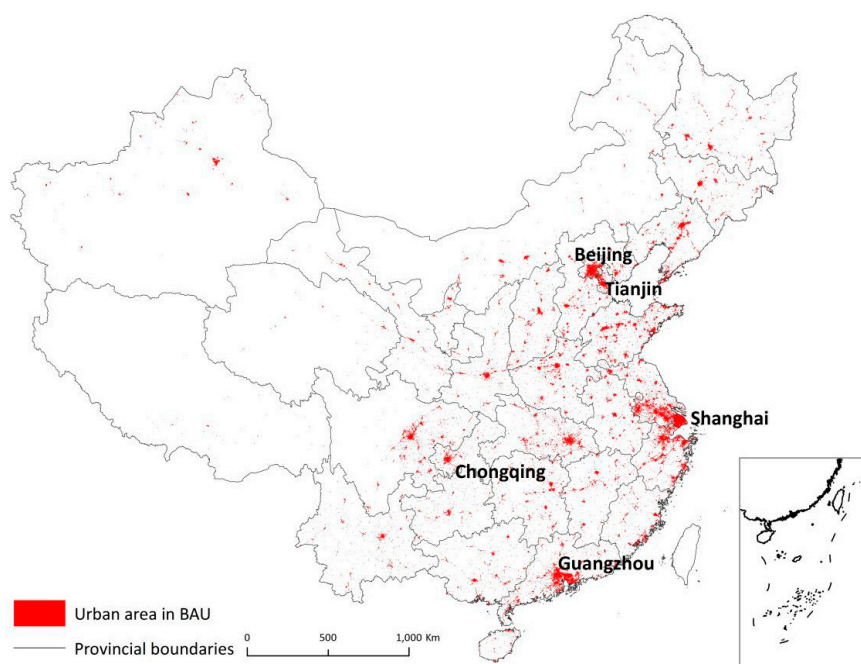 Beijing
Tianjin
Shanghai
Chongqing
Guangzhou
Urban area in BAU
Provincial boundaries
0 500 1,000 Km